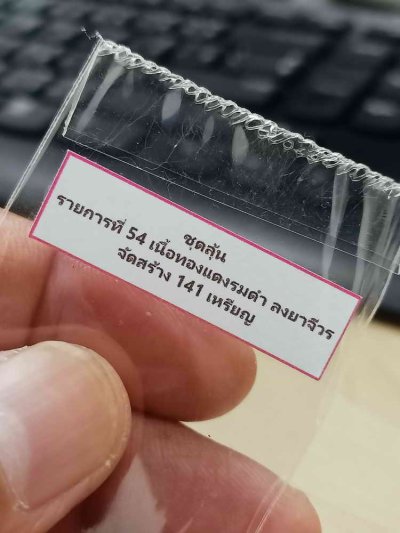 ชุดลุ้น
รายการที่ 54 เนื้อทองแดงรมดำ ลงยาจีวร
จัดสร้าง 141 เหรียญ